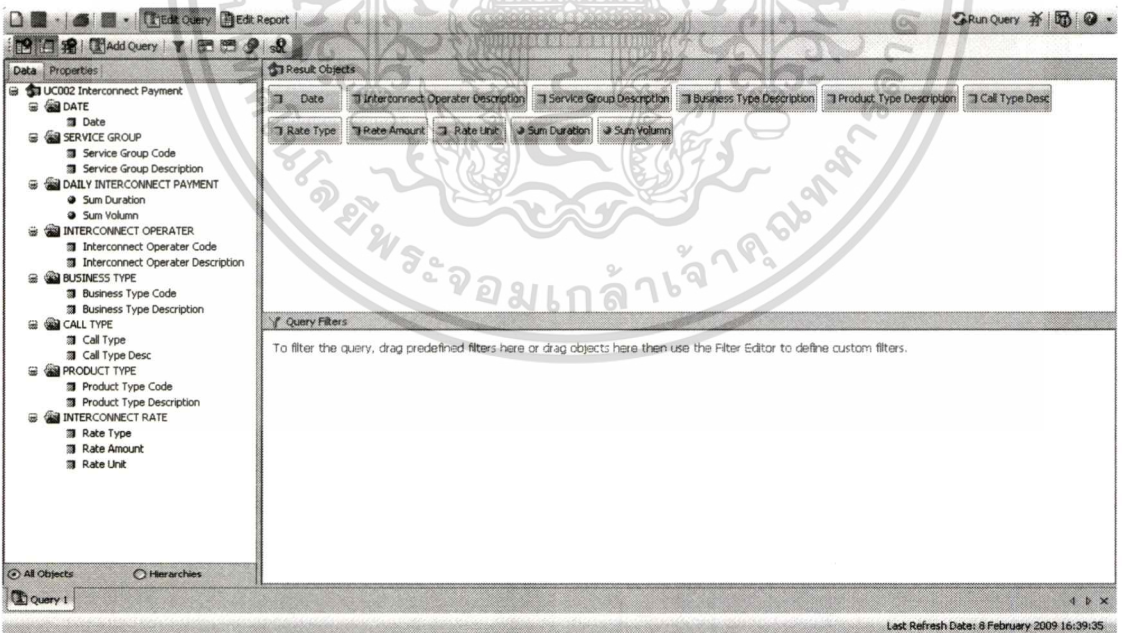 Edit Query Edit Report Run Query
Add Query
Data Properties
UC002 Interconnect Payment
DATE
Date
SERVICE GROUP
Service Group Code
Service Group Description
DAILY INTERCONNECT PAYMENT
Sum Duration
Sum Volumn
INTERCONNECT OPERATER
Interconnect Operater Code
Interconnect Operater Description
BUSINESS TYPE
Business Type Code
Business Type Description
CALL TYPE
Call Type
Call Type Desc
PRODUCT TYPE
Product Type Code
Product Type Description
INTERCONNECT RATE
Rate Type
Rate Amount
Rate Unit
All Objects Hierarchies
Result Objects
Date Interconnect Operater Description Service Group Description Business Type Description Product Type Description Call Type Desc
Rate Type Rate Amount Rate Unit Sum Duration Sum Volumn
Query Filters
To filter the query, drag predefined filters here or drag objects here then use the Filter Editor to define custom filters.
Query 1
Last Refresh Date: 8 February 2009 16:39:35